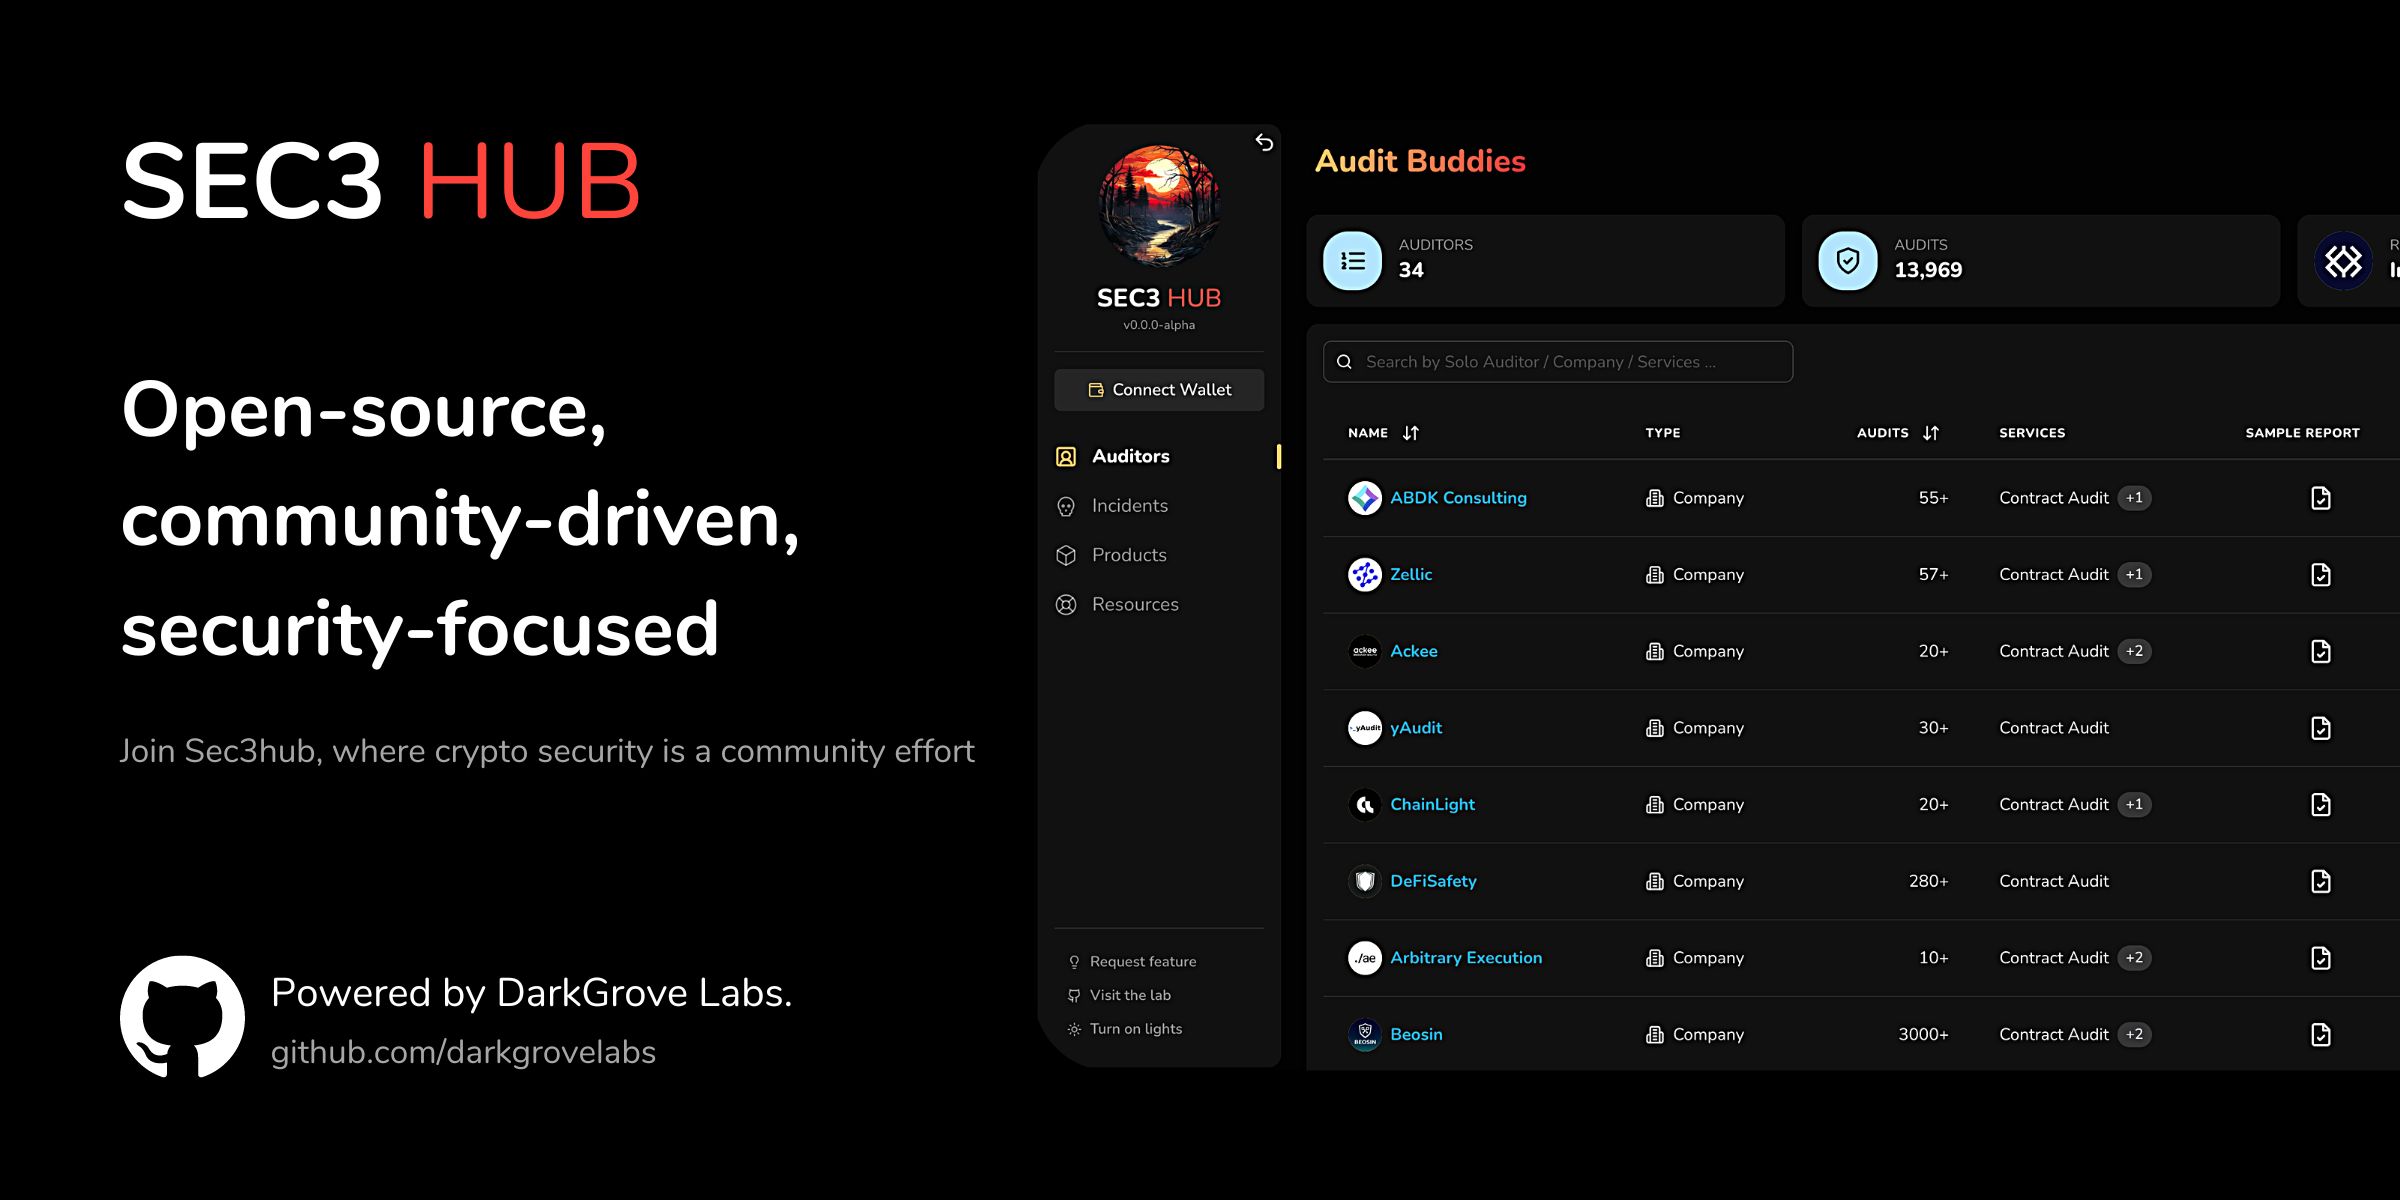 SEC3 HUB
Open-source,
community-driven,
security-focused
Join Sec3hub, where crypto security is a community effort
Powered by DarkGrove Labs.
github.com/darkgrovelabs
SEC3 HUB
v0.0.0-alpha
Connect Wallet
Auditors
Incidents
Products
Resources
Request feature
Visit the lab
Turn on lights
Audit Buddies
AUDITORS
34
AUDITS
13,969
Search by Solo Auditor / Company / Services ...
NAME TYPE AUDITS SERVICES SAMPLE REPORT
ABDK Consulting Company 55+ Contract Audit +1
Zellic Company 57+ Contract Audit +1
ackee Ackee Company 20+ Contract Audit +2
yAudit yAudit Company 30+ Contract Audit
ChainLight Company 20+ Contract Audit +1
DeFiSafety Company 280+ Contract Audit
./ae Arbitrary Execution Company 10+ Contract Audit +2
BEOSIN Beosin Company 3000+ Contract Audit +2